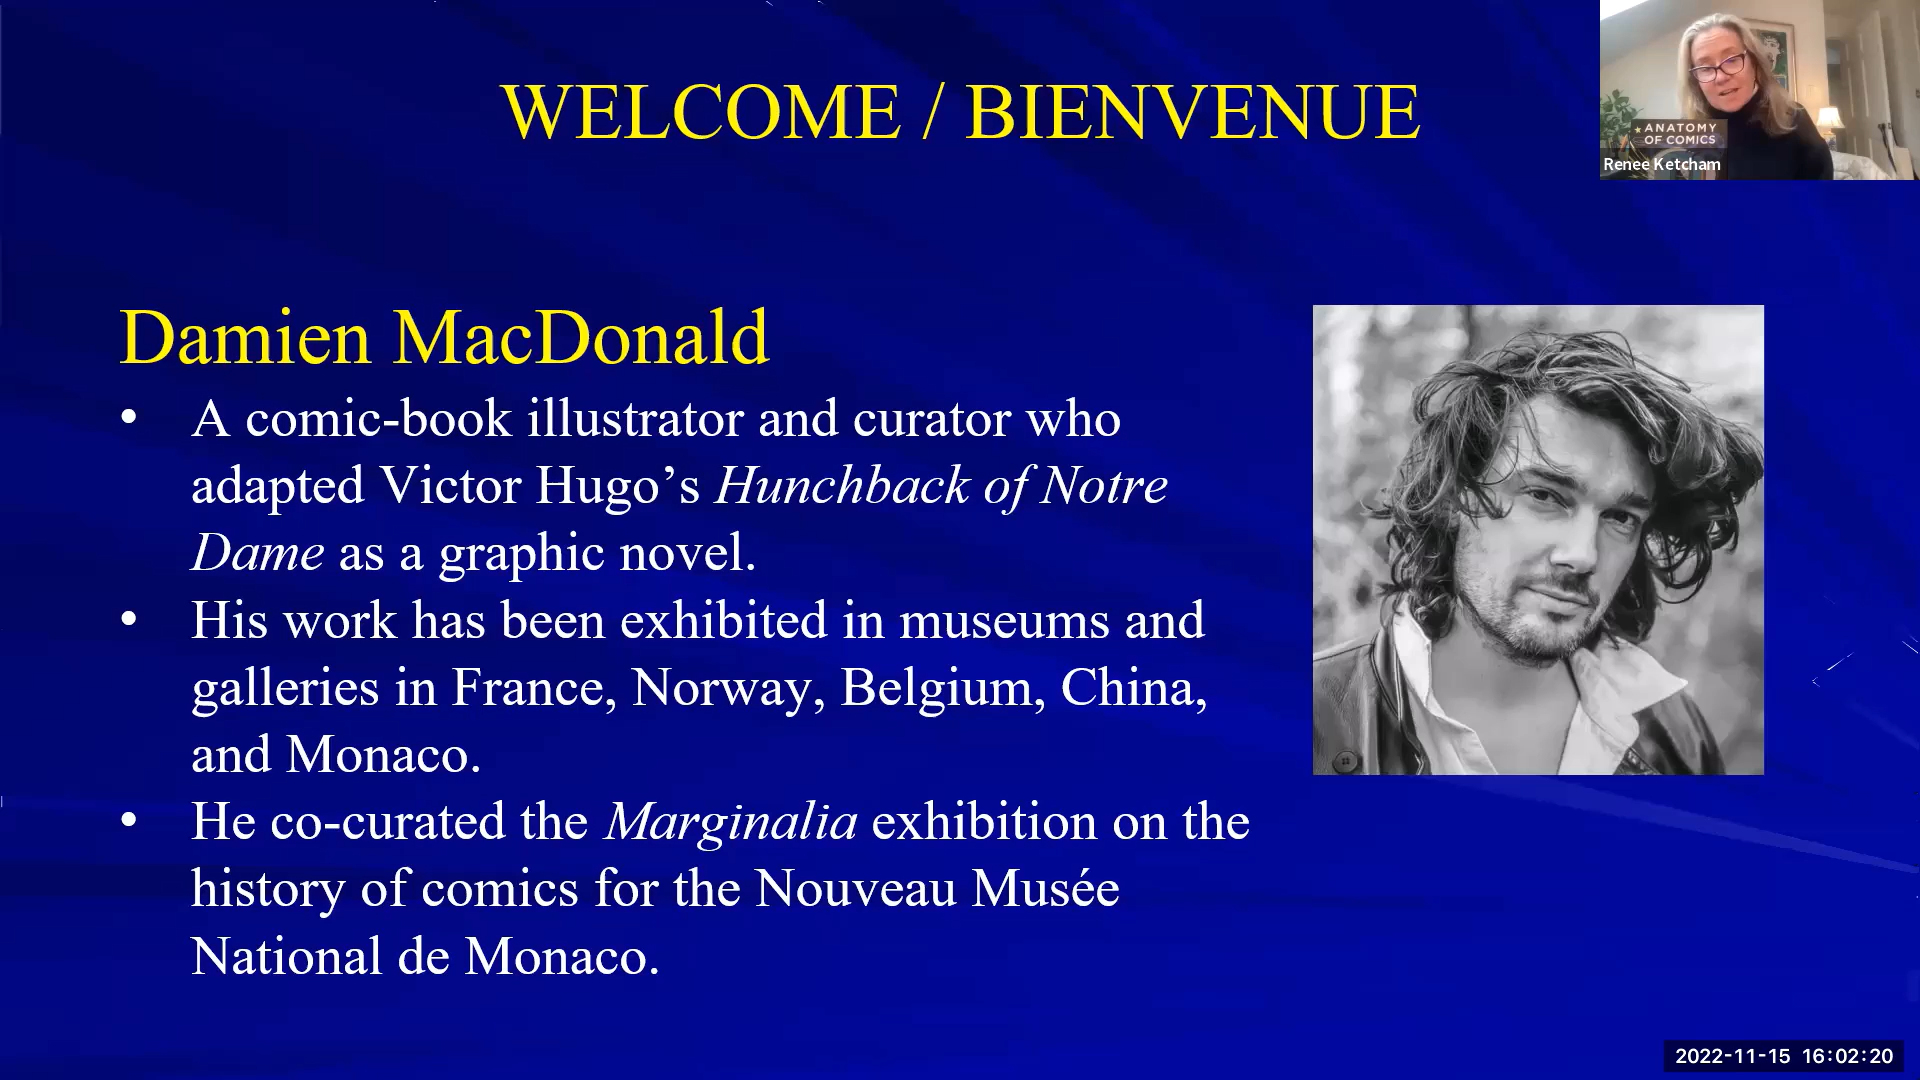 WELCOME / BIENVENUE
ANATOMY
OF COMICS
Renee Ketcham
Damien MacDonald
• A comic-book illustrator and curator who
adapted Victor Hugo’s Hunchback of Notre
Dame as a graphic novel.
• His work has been exhibited in museums and
galleries in France, Norway, Belgium, China,
and Monaco.
• He co-curated the Marginalia exhibition on the
history of comics for the Nouveau Musée
National de Monaco.
2022-11-15 16:02:20